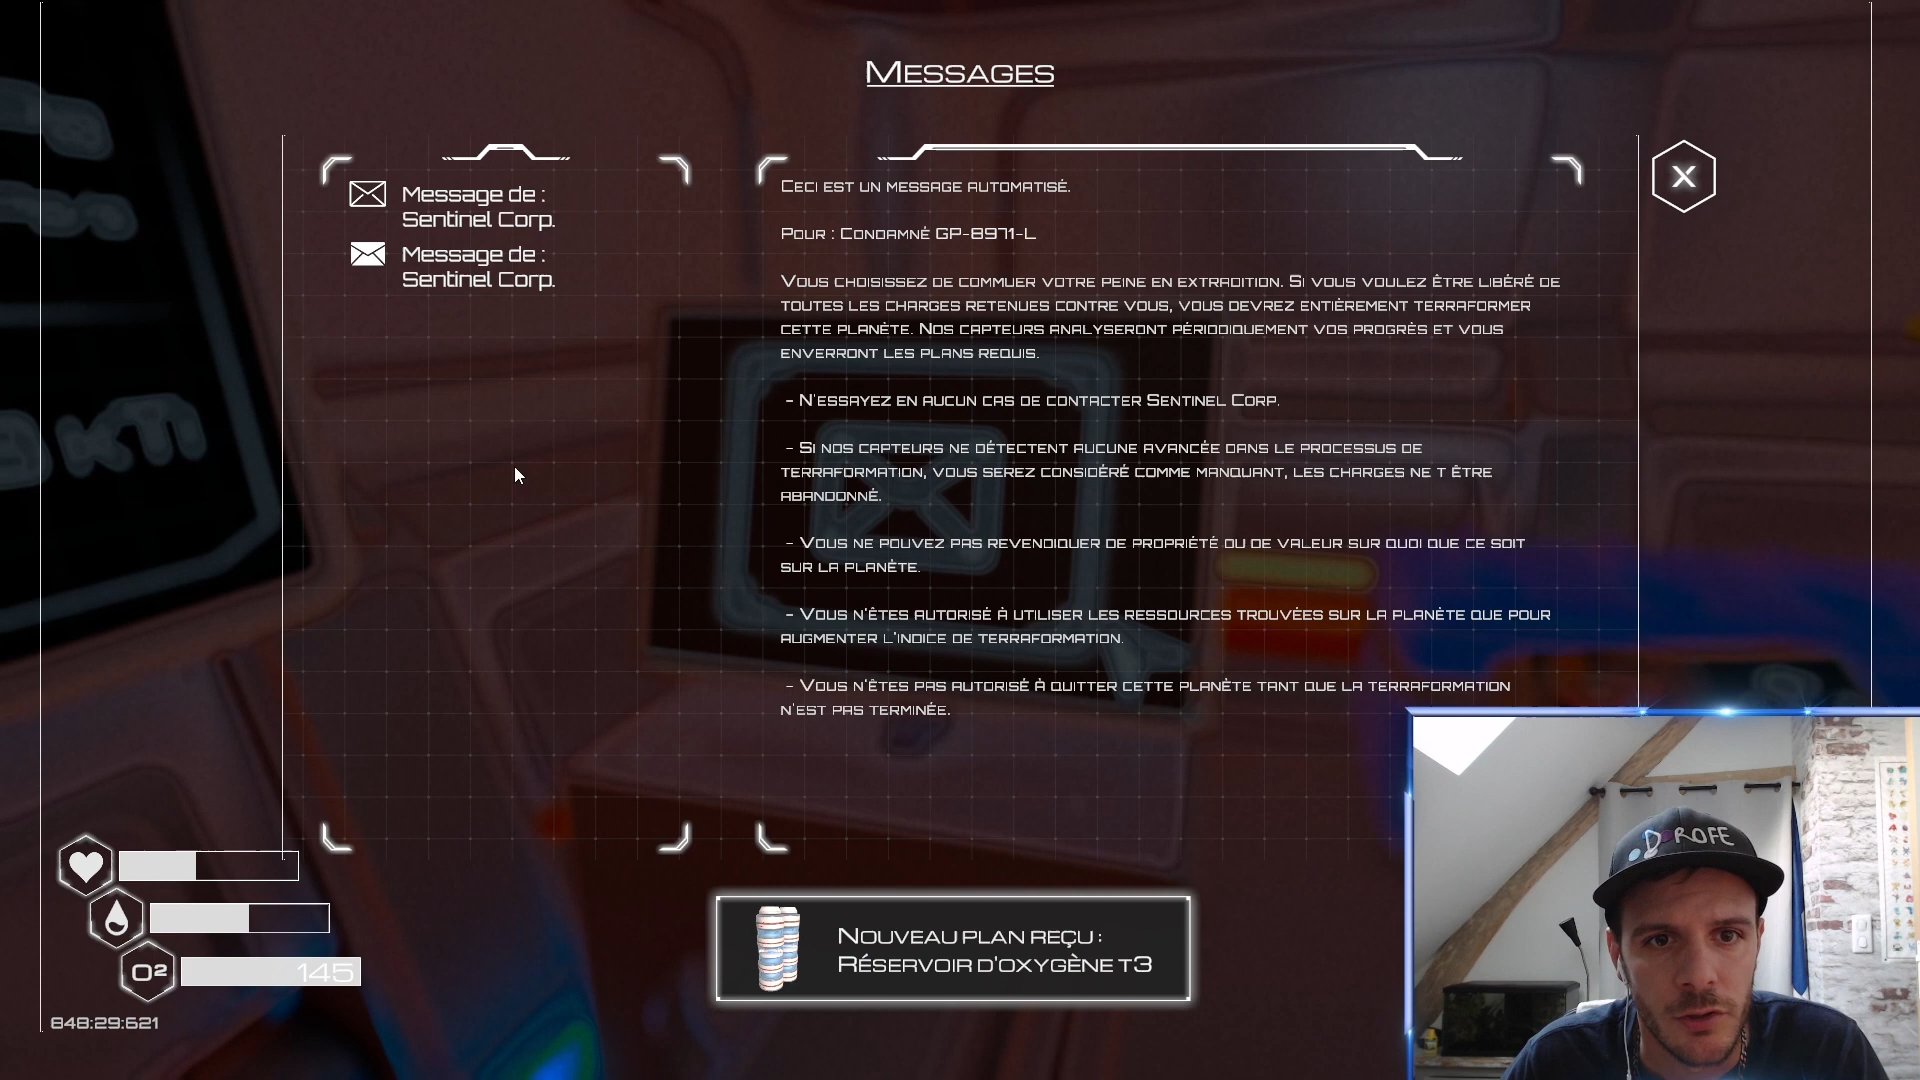 Messages
Message de :
Sentinel Corp.
Message de :
Sentinel Corp.
Ceci est un message automatisé.
Pour : Condamné GP-8971-L
Vous choisissez de commuer votre peine en extradition. Si vous voulez être libéré de
toutes les charges retenues contre vous, vous devrez entièrement terraformer
cette planète. Nos capteurs analyseront périodiquement vos progrès et vous
enverront les plans requis.
- N'essayez en aucun cas de contacter Sentinel Corp.
- Si nos capteurs ne détectent aucune avancée dans le processus de
terraformation, vous serez considéré comme manquant, les charges ne t être
abandonné.
- Vous ne pouvez pas revendiquer de propriété ou de valeur sur quoi que ce soit
sur la planète.
- Vous n'êtes autorisé à utiliser les ressources trouvées sur la planète que pour
augmenter l'indice de terraformation.
- Vous n'êtes pas autorisé à quitter cette planète tant que la terraformation
n'est pas terminée.
X
O²
145
848:29:621
Nouveau plan reçu :
Réservoir d'oxygène T3